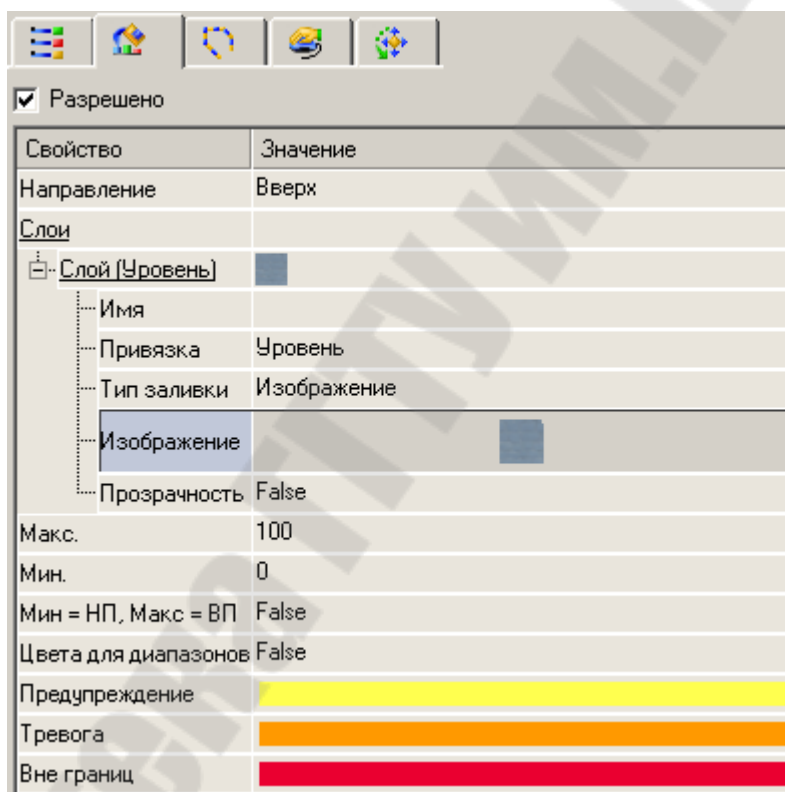 Разрешено
Свойство Значение
Направление Вверх
Слои
Слой (Уровень)
Имя
Привязка Уровень
Тип заливки Изображение
Изображение
Прозрачность False
Макс. 100
Мин. 0
Мин = НП, Макс = ВП False
Цвета для диапазонов False
Предупреждение
Тревога
Вне границ